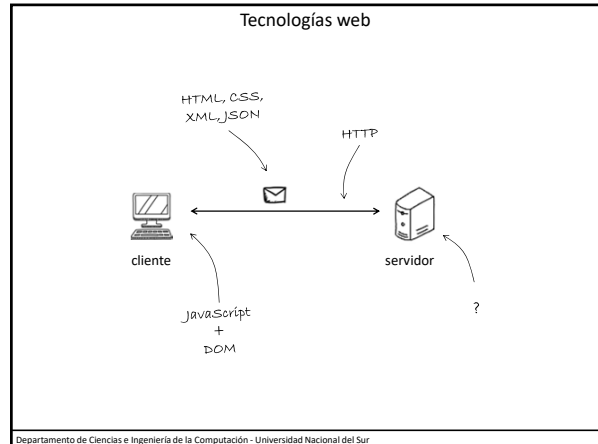 Tecnologías web
HTML, CSS,
XML, JSON
HTTP
cliente
servidor
JavaScript
+
DOM
?
Departamento de Ciencias e Ingeniería de la Computación - Universidad Nacional del Sur